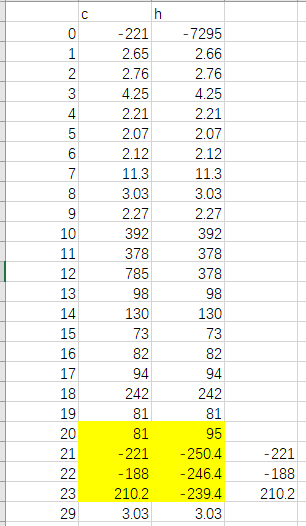 c h
0 -221 -7295
1 2.65 2.66
2 2.76 2.76
3 4.25 4.25
4 2.21 2.21
5 2.07 2.07
6 2.12 2.12
7 11.3 11.3
8 3.03 3.03
9 2.27 2.27
10 392 392
11 378 378
12 785 378
13 98 98
14 130 130
15 73 73
16 82 82
17 94 94
18 242 242
19 81 81
20 81 95
21 -221 -250.4 -221
22 -188 -246.4 -188
23 210.2 -239.4 210.2
29 3.03 3.03